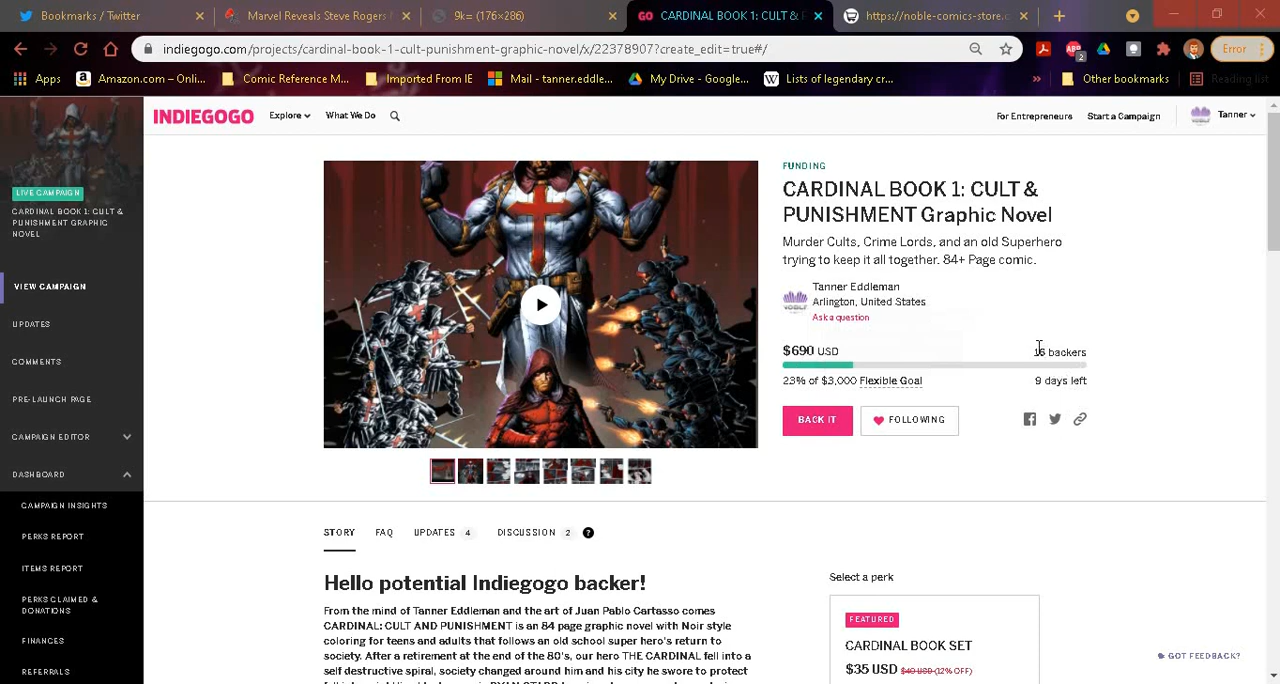 Bookmarks / Twitter
Marvel Reveals Steve Rogers
9k= (176×286)
CARDINAL BOOK 1: CULT &
https://noble-comics-store.c
indiegogo.com/projects/cardinal-book-1-cult-punishment-graphic-novel/x/22378907?create_edit=true#/
2
Error
Apps
Amazon.com — Onli...
Comic Reference M...
Imported From IE
Mail - tanner.eddle...
My Drive - Google...
Lists of legendary cr...
Other bookmarks
Reading list
INDIEGOGO
Explore
What We Do
For Entrepreneurs
Start a Campaign
Tanner
LIVE CAMPAIGN
CARDINAL BOOK 1: CULT &
PUNISHMENT GRAPHIC
NOVEL
VIEW CAMPAIGN
UPDATES
COMMENTS
PRE-LAUNCH PAGE
CAMPAIGN EDITOR
DASHBOARD
CAMPAIGN INSIGHTS
PERKS REPORT
ITEMS REPORT
PERKS CLAIMED &
DONATIONS
FINANCES
REFERRALS
FUNDING
CARDINAL BOOK 1: CULT &
PUNISHMENT Graphic Novel
Murder Cults, Crime Lords, and an old Superhero
trying to keep it all together. 84+ Page comic.
Tanner Eddleman
Arlington, United States
Ask a question
$690 USD
backers
23% of $3,000 Flexible Goal
9 days left
BACK IT
FOLLOWING
STORY
FAQ
UPDATES 4
DISCUSSION 2 ?
Hello potential Indiegogo backer!
From the mind of Tanner Eddleman and the art of Juan Pablo Cartasso comes
CARDINAL: CULT AND PUNISHMENT is an 84 page graphic novel with Noir style
coloring for teens and adults that follows an old school super hero's return to
society. After a retirement at the end of the 80's, our hero THE CARDINAL fell into a
self destructive spiral, society changed around him and his city he swore to protect
Select a perk
FEATURED
CARDINAL BOOK SET
$35 USD $40 USD (12% OFF)
GOT FEEDBACK?